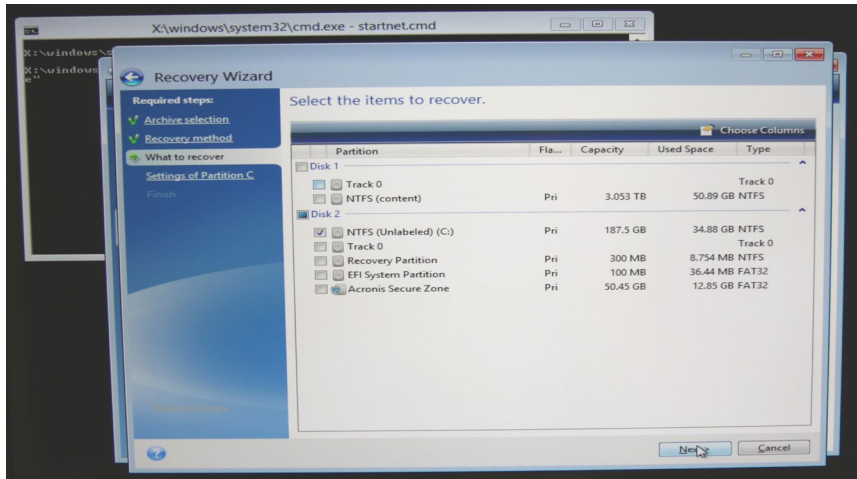 X:\windows\system32\cmd.exe - startnet.cmd
X:\windows\s
X:\windows
e"
Recovery Wizard
Required steps:
Archive selection
Recovery method
What to recover
Settings of Partition C
Finish
Select the items to recover.
Choose Columns
Partition Fla... Capacity Used Space Type
Disk 1
Track 0 Track 0
NTFS (content) Pri 3.053 TB 50.89 GB NTFS
Disk 2
NTFS (Unlabeled) (C:) Pri 187.5 GB 34.88 GB NTFS
Track 0 Track 0
Recovery Partition Pri 300 MB 8.754 MB NTFS
EFI System Partition Pri 100 MB 36.44 MB FAT32
Acronis Secure Zone Pri 50.45 GB 12.85 GB FAT32
Cancel